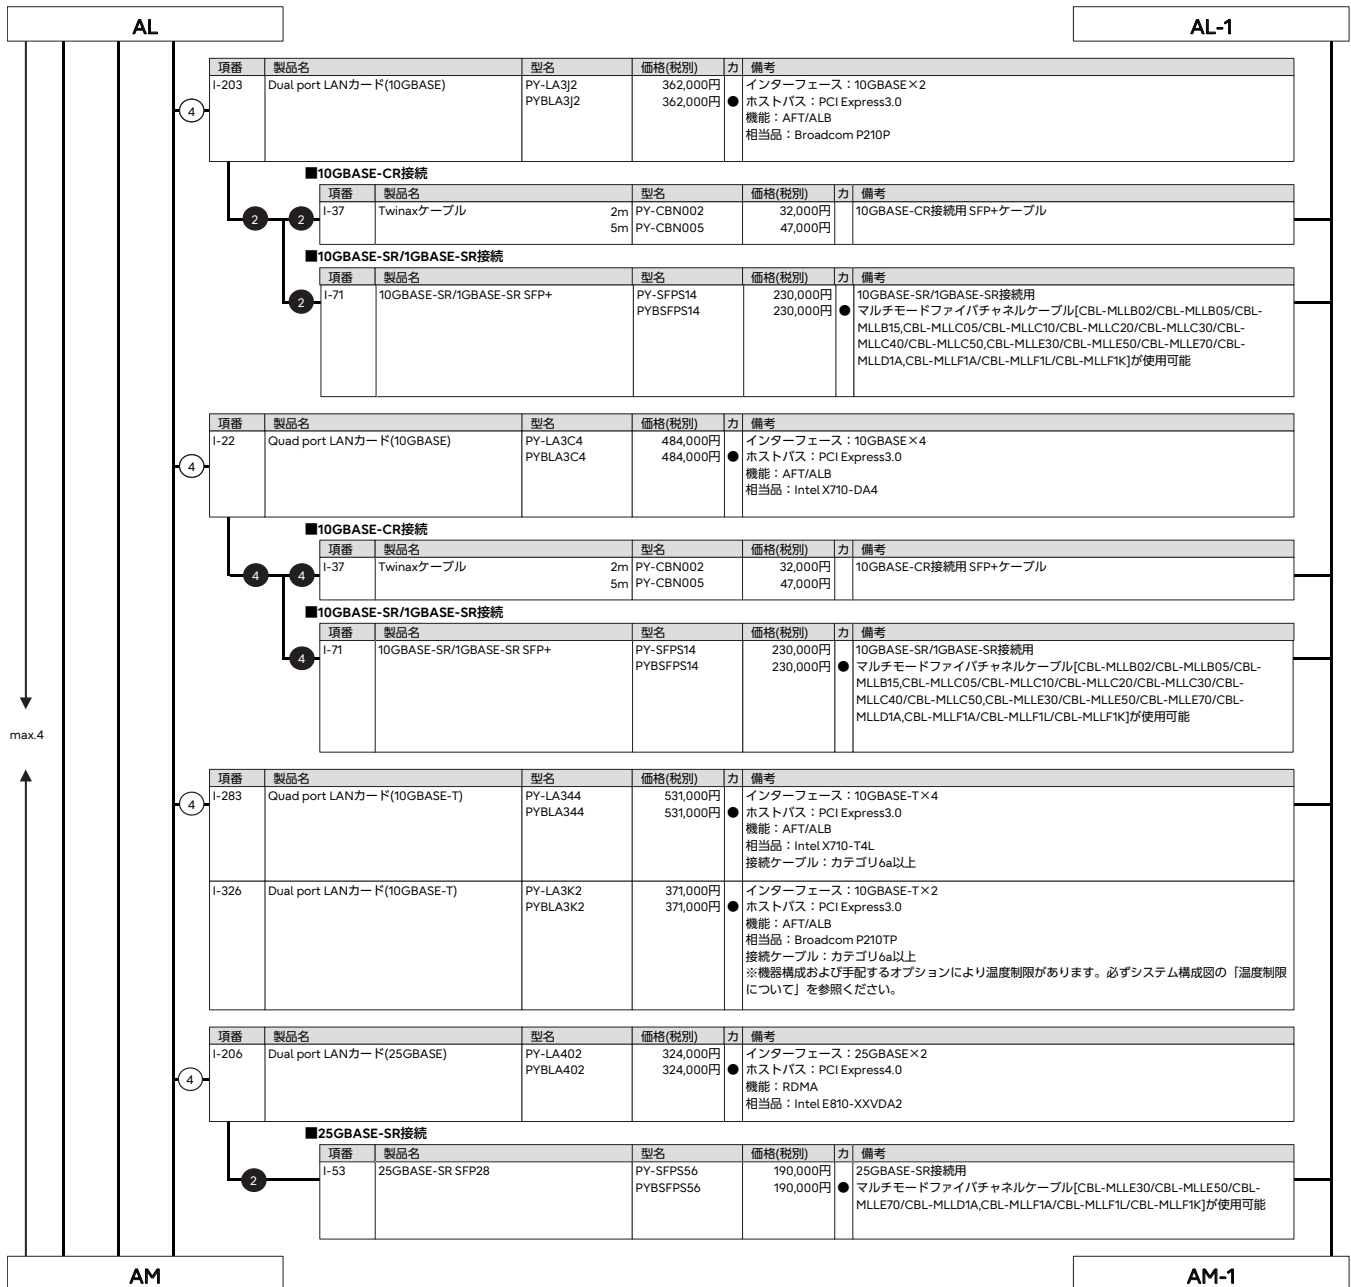 AL
AL-1
項番 製品名 型名 価格(税別) カ 備考
I-203 Dual port LANカード(10GBASE) PY-LA3J2 362,000円 インターフェース：10GBASE×2
PYBLA3J2 362,000円 ● ホストバス：PCI Express3.0
機能：AFT/ALB
相当品：Broadcom P210P
4
■10GBASE-CR接続
項番 製品名 型名 価格(税別) カ 備考
I-37 Twinaxケーブル 2m PY-CBN002 32,000円 10GBASE-CR接続用 SFP+ケーブル
5m PY-CBN005 47,000円
2 2
■10GBASE-SR/1GBASE-SR接続
項番 製品名 型名 価格(税別) カ 備考
I-71 10GBASE-SR/1GBASE-SR SFP+ PY-SFPS14 230,000円 10GBASE-SR/1GBASE-SR接続用
PYBSFPS14 230,000円 ● マルチモードファイバチャネルケーブル[CBL-MLLB02/CBL-MLLB05/CBL-
MLLB15,CBL-MLLC05/CBL-MLLC10/CBL-MLLC20/CBL-MLLC30/CBL-
MLLC40/CBL-MLLC50,CBL-MLLE30/CBL-MLLE50/CBL-MLLE70/CBL-
MLLD1A,CBL-MLLF1A/CBL-MLLF1L/CBL-MLLF1K]が使用可能
2
項番 製品名 型名 価格(税別) カ 備考
I-22 Quad port LANカード(10GBASE) PY-LA3C4 484,000円 インターフェース：10GBASE×4
PYBLA3C4 484,000円 ● ホストバス：PCI Express3.0
機能：AFT/ALB
相当品：Intel X710-DA4
4
■10GBASE-CR接続
項番 製品名 型名 価格(税別) カ 備考
I-37 Twinaxケーブル 2m PY-CBN002 32,000円 10GBASE-CR接続用 SFP+ケーブル
5m PY-CBN005 47,000円
4 4
■10GBASE-SR/1GBASE-SR接続
項番 製品名 型名 価格(税別) カ 備考
I-71 10GBASE-SR/1GBASE-SR SFP+ PY-SFPS14 230,000円 10GBASE-SR/1GBASE-SR接続用
PYBSFPS14 230,000円 ● マルチモードファイバチャネルケーブル[CBL-MLLB02/CBL-MLLB05/CBL-
MLLB15,CBL-MLLC05/CBL-MLLC10/CBL-MLLC20/CBL-MLLC30/CBL-
MLLC40/CBL-MLLC50,CBL-MLLE30/CBL-MLLE50/CBL-MLLE70/CBL-
MLLD1A,CBL-MLLF1A/CBL-MLLF1L/CBL-MLLF1K]が使用可能
4
max.4
項番 製品名 型名 価格(税別) カ 備考
I-283 Quad port LANカード(10GBASE-T) PY-LA344 531,000円 インターフェース：10GBASE-T×4
PYBLA344 531,000円 ● ホストバス：PCI Express3.0
機能：AFT/ALB
相当品：Intel X710-T4L
接続ケーブル：カテゴリ6a以上
4
I-326 Dual port LANカード(10GBASE-T) PY-LA3K2 371,000円 インターフェース：10GBASE-T×2
PYBLA3K2 371,000円 ● ホストバス：PCI Express3.0
機能：AFT/ALB
相当品：Broadcom P210TP
接続ケーブル：カテゴリ6a以上
※機器構成および手配するオプションにより温度制限があります。必ずシステム構成図の「温度制限
について」を参照ください。
項番 製品名 型名 価格(税別) カ 備考
I-206 Dual port LANカード(25GBASE) PY-LA402 324,000円 インターフェース：25GBASE×2
PYBLA402 324,000円 ● ホストバス：PCI Express4.0
機能：RDMA
相当品：Intel E810-XXVDA2
4
■25GBASE-SR接続
項番 製品名 型名 価格(税別) カ 備考
I-53 25GBASE-SR SFP28 PY-SFPS56 190,000円 25GBASE-SR接続用
PYBSFPS56 190,000円 ● マルチモードファイバチャネルケーブル[CBL-MLLE30/CBL-MLLE50/CBL-
MLLE70/CBL-MLLD1A,CBL-MLLF1A/CBL-MLLF1L/CBL-MLLF1K]が使用可能
2
AM
AM-1